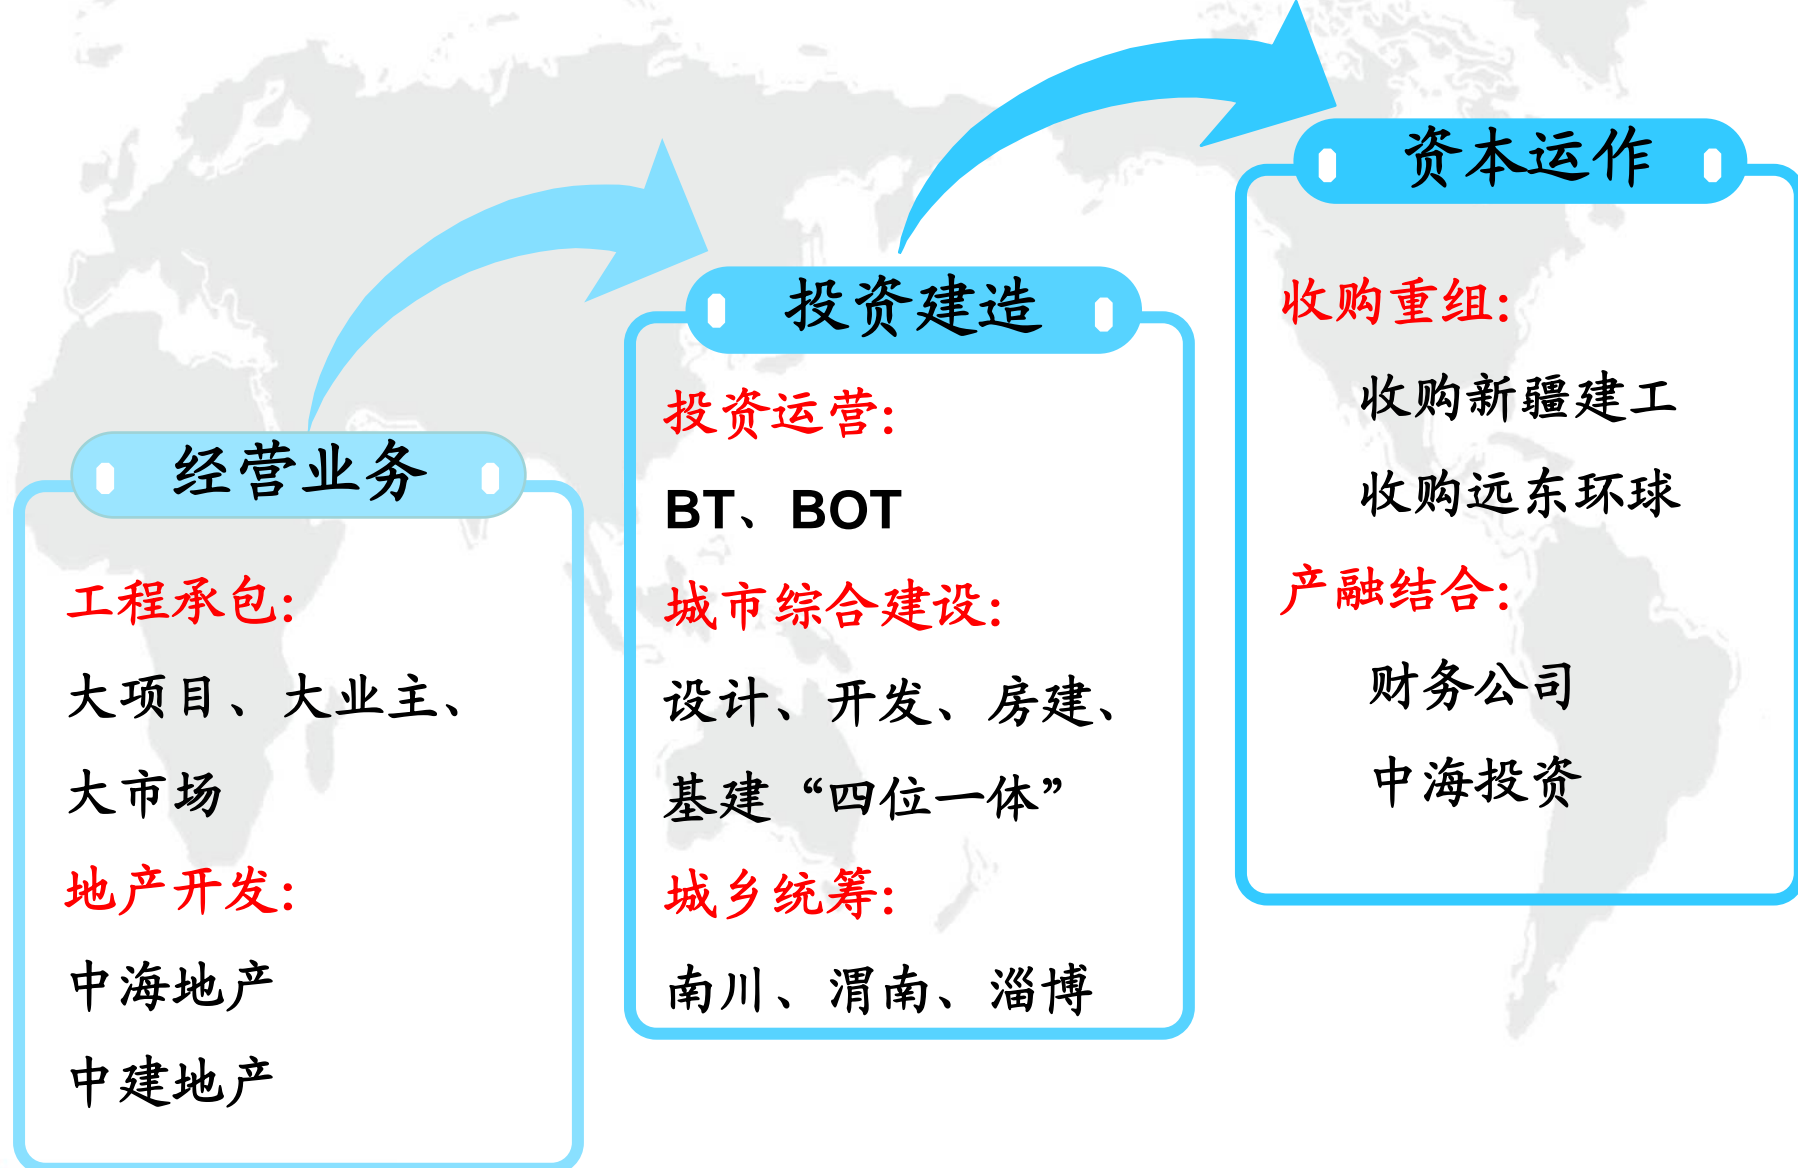 经营业务
工程承包:
大项目、大业主、
大市场
地产开发:
中海地产
中建地产
投资建造
投资运营:
BT、BOT
城市综合建设:
设计、开发、房建、
基建“四位一体”
城乡统筹:
南川、渭南、淄博
资本运作
收购重组:
收购新疆建工
收购远东环球
产融结合:
财务公司
中海投资